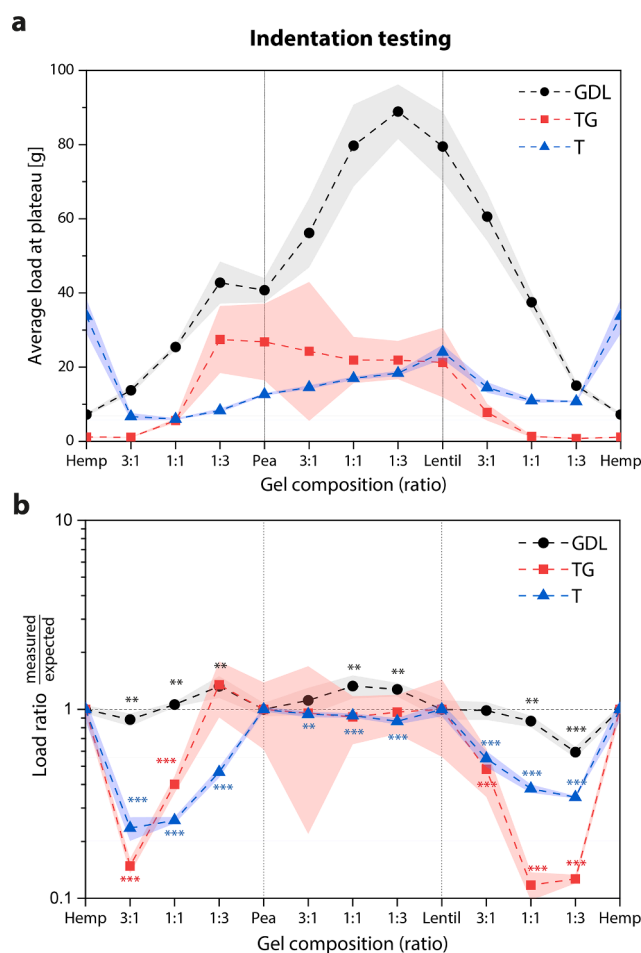 a
Indentation testing
100
80
60
40
20
0
Average load at plateau [g]
GDL
TG
T
Hemp 3:1 1:1 1:3 Pea 3:1 1:1 1:3 Lentil 3:1 1:1 1:3 Hemp
Gel composition (ratio)
b
10
1
0.1
Load ratio measured
expected
GDL
TG
T
** ** ** ** ** ** ***
*** *** *** *** ** *** *** *** *** *** ***
*** *** ***
Hemp 3:1 1:1 1:3 Pea 3:1 1:1 1:3 Lentil 3:1 1:1 1:3 Hemp
Gel composition (ratio)